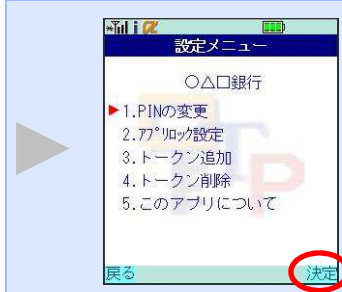 設定メニュー
○△口銀行
1.PINの変更
2.ｱﾌﾟﾘﾛｯｸ設定
3.トークン追加
4.トークン削除
5.このアプリについて
戻る 決定